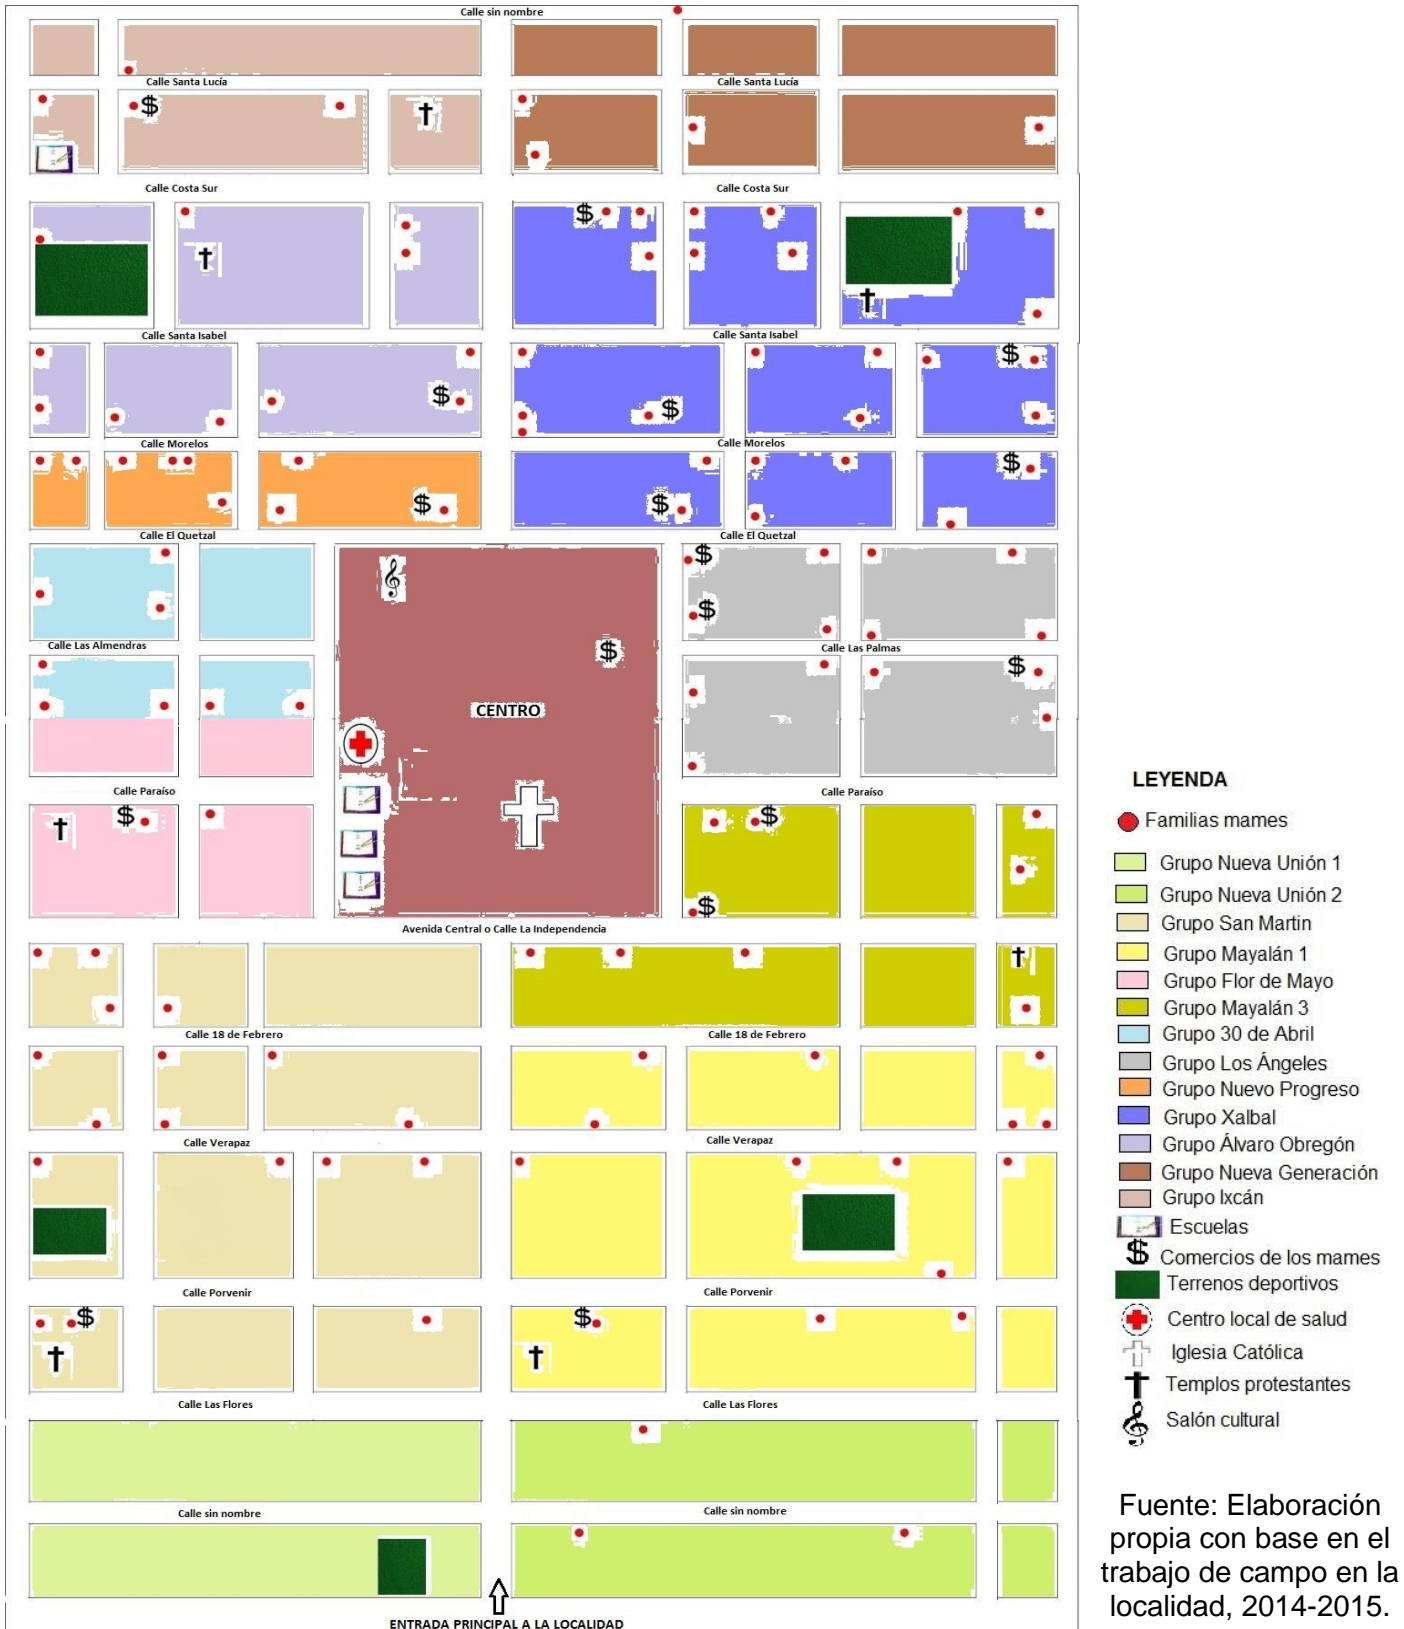 Calle sin nombre
Calle Santa Lucía
Calle Santa Lucía
$
Calle Costa Sur
Calle Costa Sur
$
Calle Santa Isabel
Calle Santa Isabel
$
$
$
Calle Morelos
Calle Morelos
$
$
$
Calle El Quetzal
Calle El Quetzal
$
$
$
Calle Las Almendras
Calle Las Palmas
$
CENTRO
Calle Paraíso
Calle Paraíso
$
$
$
Avenida Central o Calle La Independencia
Calle 18 de Febrero
Calle 18 de Febrero
Calle Verapaz
Calle Verapaz
Calle Porvenir
Calle Porvenir
$
$
Calle Las Flores
Calle Las Flores
Calle sin nombre
Calle sin nombre
ENTRADA PRINCIPAL A LA LOCALIDAD
LEYENDA
Familias mames
Grupo Nueva Unión 1
Grupo Nueva Unión 2
Grupo San Martin
Grupo Mayalán 1
Grupo Flor de Mayo
Grupo Mayalán 3
Grupo 30 de Abril
Grupo Los Ángeles
Grupo Nuevo Progreso
Grupo Xalbal
Grupo Álvaro Obregón
Grupo Nueva Generación
Grupo Ixcán
Escuelas
$ Comercios de los mames
Terrenos deportivos
Centro local de salud
Iglesia Católica
Templos protestantes
Salón cultural
Fuente: Elaboración
propia con base en el
trabajo de campo en la
localidad, 2014-2015.